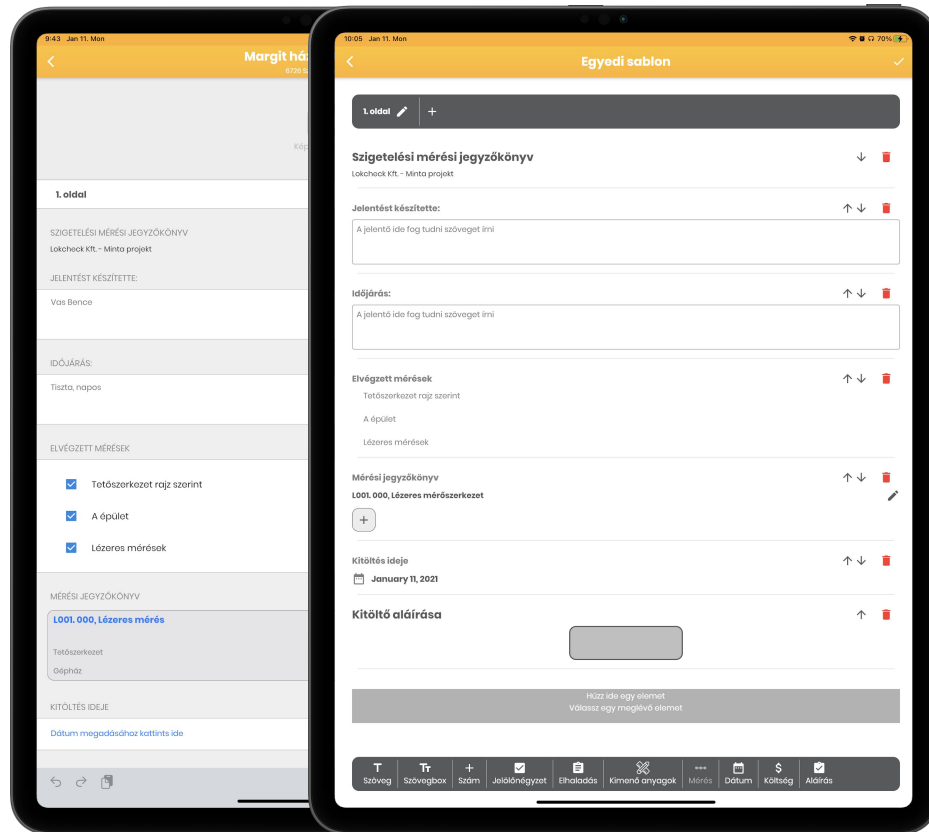 9:43 Jan 11. Mon
Margit há
6726 S
Kép
1. oldal
SZIGETELÉSI MÉRÉSI JEGYZŐKÖNYV
Lokcheck Kft. - Minta projekt
JELENTÉST KÉSZÍTETTE:
Vas Bence
IDŐJÁRÁS:
Tiszta, napos
ELVÉGZETT MÉRÉSEK
Tetőszerkezet rajz szerint
A épület
Lézeres mérések
MÉRÉSI JEGYZŐKÖNYV
L001. 000, Lézeres mérés
Tetőszerkezet
Gépház
KITÖLTÉS IDEJE
Dátum megadásához kattints ide
10:05 Jan 11. Mon
70%
Egyedi sablon
1. oldal
Szigetelési mérési jegyzőkönyv
Lokcheck Kft. - Minta projekt
Jelentést készítette:
A jelentő ide fog tudni szöveget írni
Időjárás:
A jelentő ide fog tudni szöveget írni
Elvégzett mérések
Tetőszerkezet rajz szerint
A épület
Lézeres mérések
Mérési jegyzőkönyv
L001. 000, Lézeres mérőszerkezet
Kitöltés ideje
January 11, 2021
Kitöltő aláírása
Húzz ide egy elemet
Válassz egy meglévő elemet
Szöveg Szövegbox Szám Jelölőnégyzet Elhaladás Kimenő anyagok Mérés Dátum Költség Aláírás